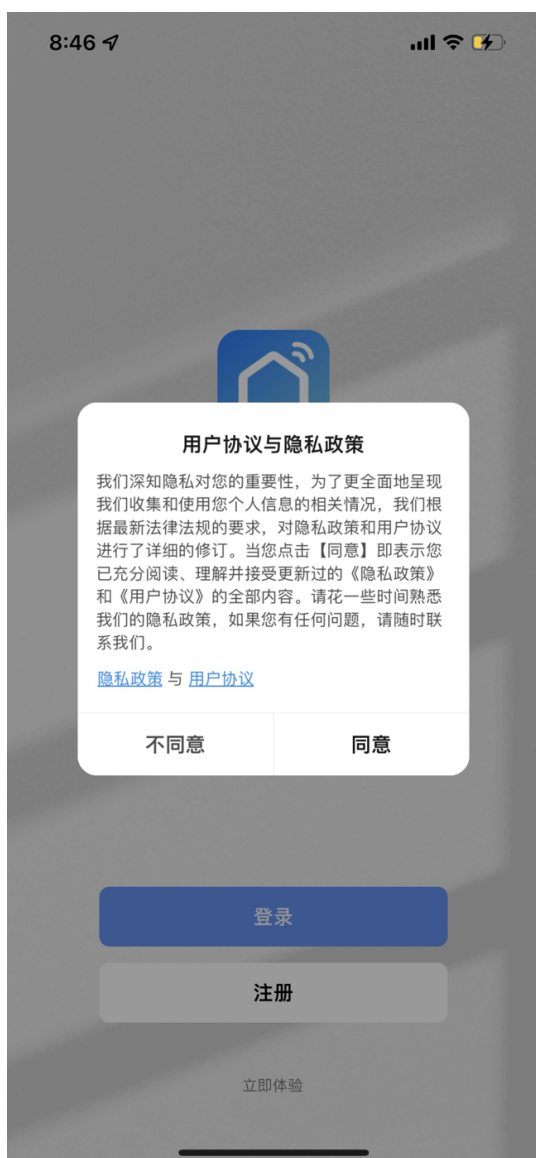 8:46
用户协议与隐私政策
我们深知隐私对您的重要性，为了更全面地呈现
我们收集和使用您个人信息的相关情况，我们根
据最新法律法规的要求，对隐私政策和用户协议
进行了详细的修订。当您点击【同意】即表示您
已充分阅读、理解并接受更新过的《隐私政策》
和《用户协议》的全部内容。请花一些时间熟悉
我们的隐私政策，如果您有任何问题，请随时联
系我们。
隐私政策 与 用户协议
不同意 同意
登录
注册
立即体验